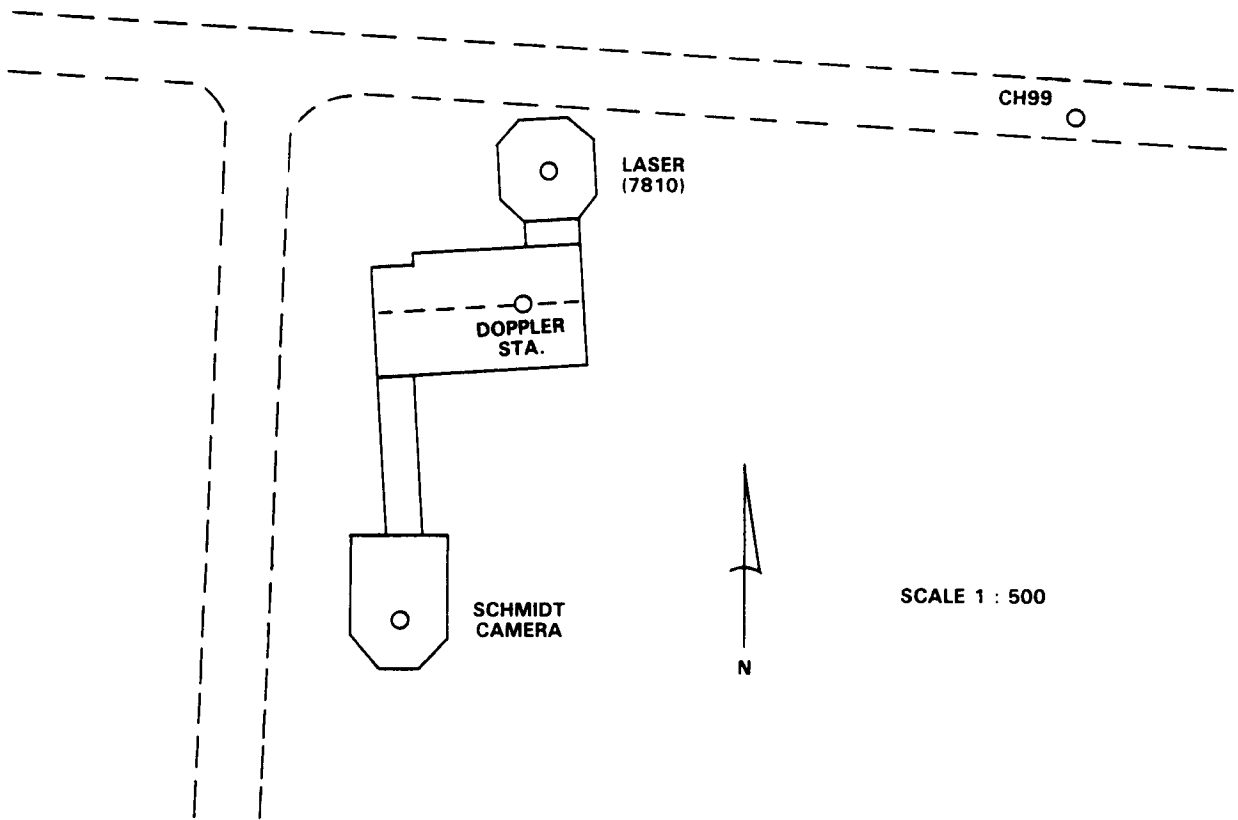 CH99
LASER
(7810)
DOPPLER
STA.
SCHMIDT
CAMERA
SCALE 1 : 500
N